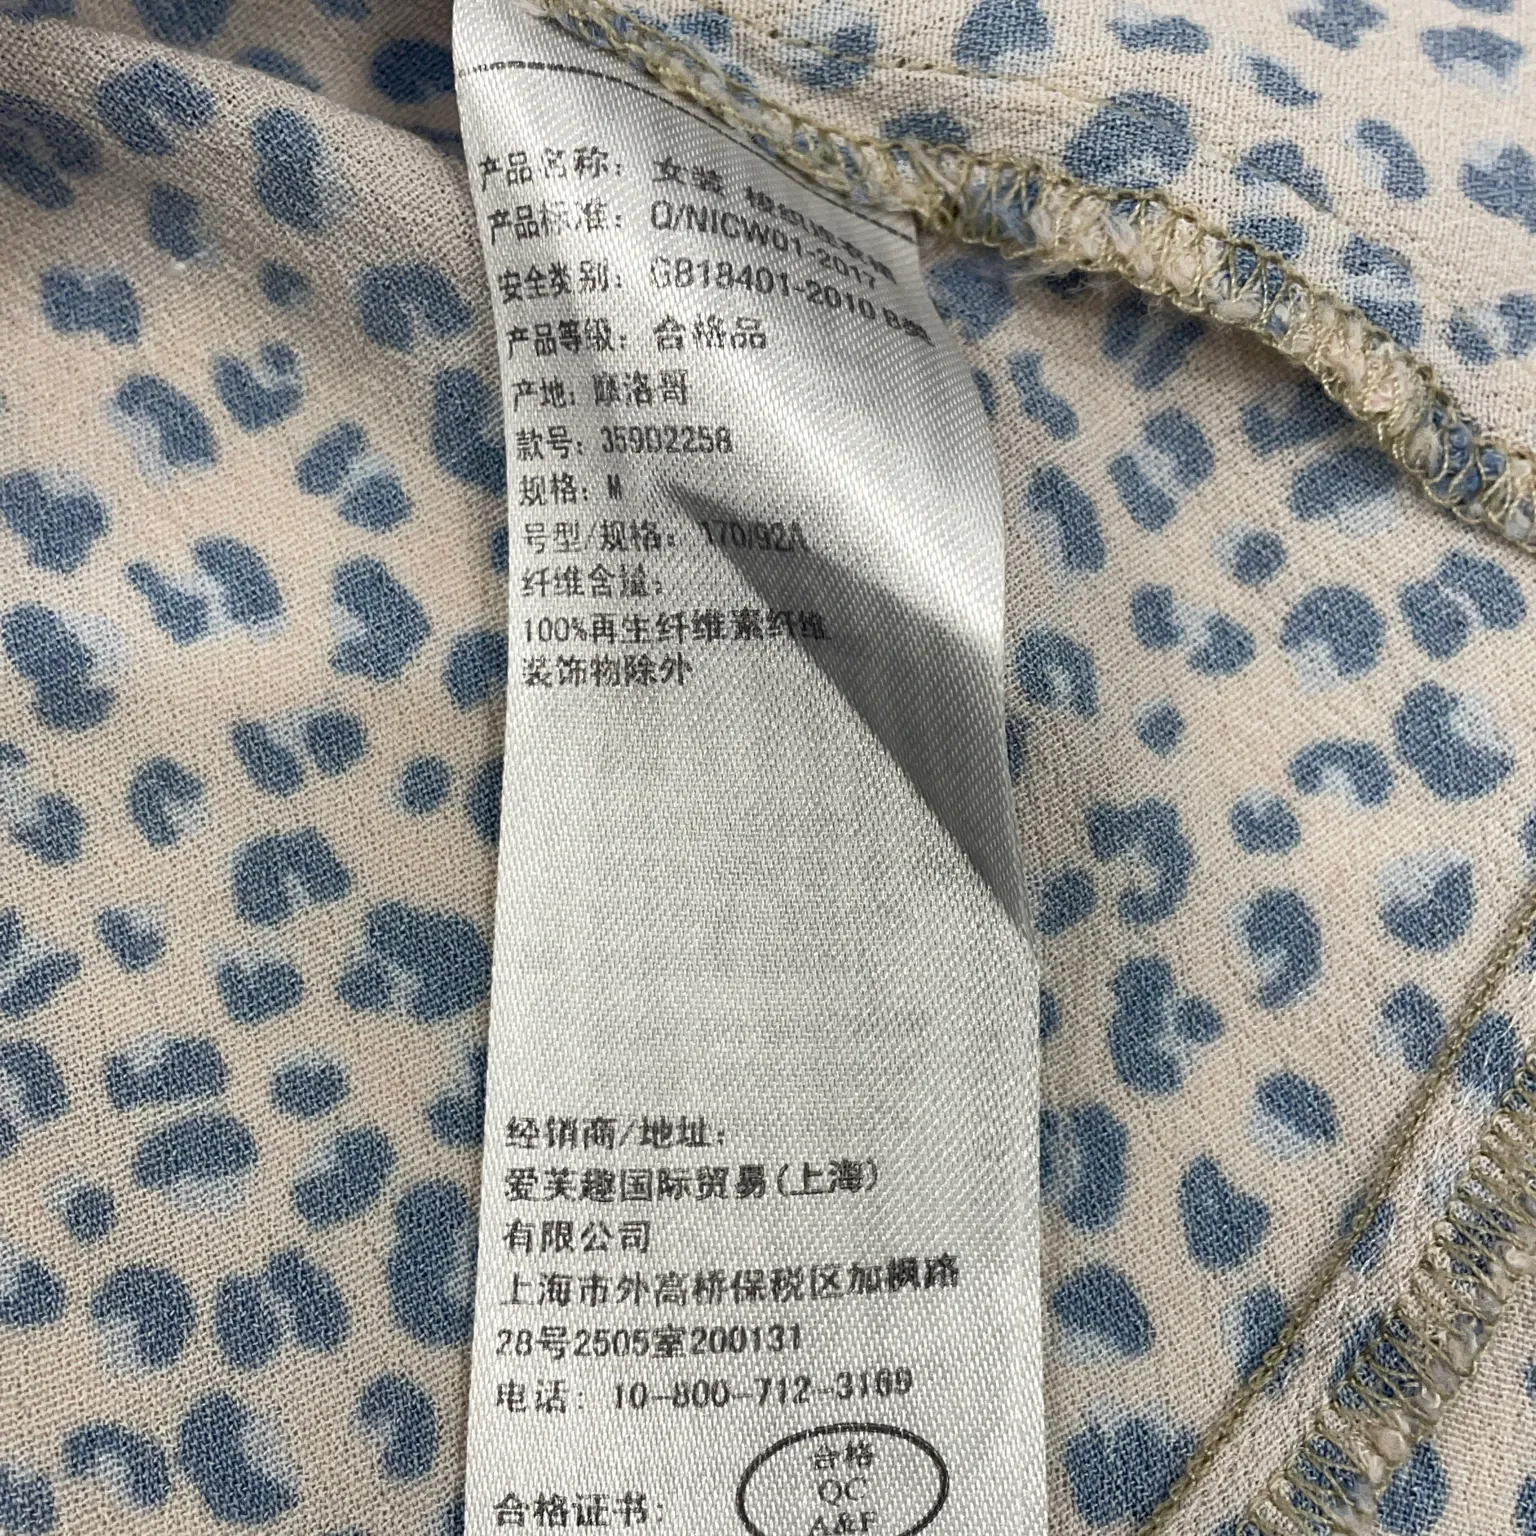 产品名称: 女装
产品标准: Q/NICW01-2017
安全类别: GB18401-2010 B类
产品等级: 合格品
产地: 摩洛哥
款号: 359D2258
规格: M
号型/规格: 170/92A
纤维含量:
100%再生纤维素纤维
装饰物除外
经销商/地址:
爱芙趣国际贸易(上海)
有限公司
上海市外高桥保税区加枫路
28号2505室200131
电话: 10-800-712-3169
合格
QC
A&F
合格证书: